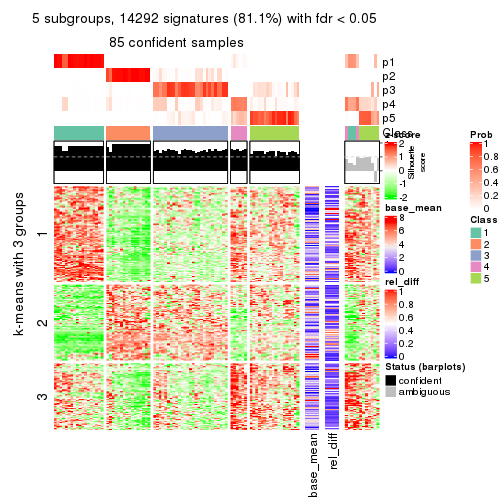 5 subgroups, 14292 signatures (81.1%) with fdr < 0.05
85 confident samples
p1
p2
p3
p4
p5
Class
Silhouette
score
k-means with 3 groups
1
2
3
base_mean
rel_diff
z-score
2
1
0
-1
-2
base_mean
8
6
4
2
0
rel_diff
1
0.8
0.6
0.4
0.2
0
Status (barplots)
confident
ambiguous
Prob
1
0.8
0.6
0.4
0.2
0
Class
1
2
3
4
5